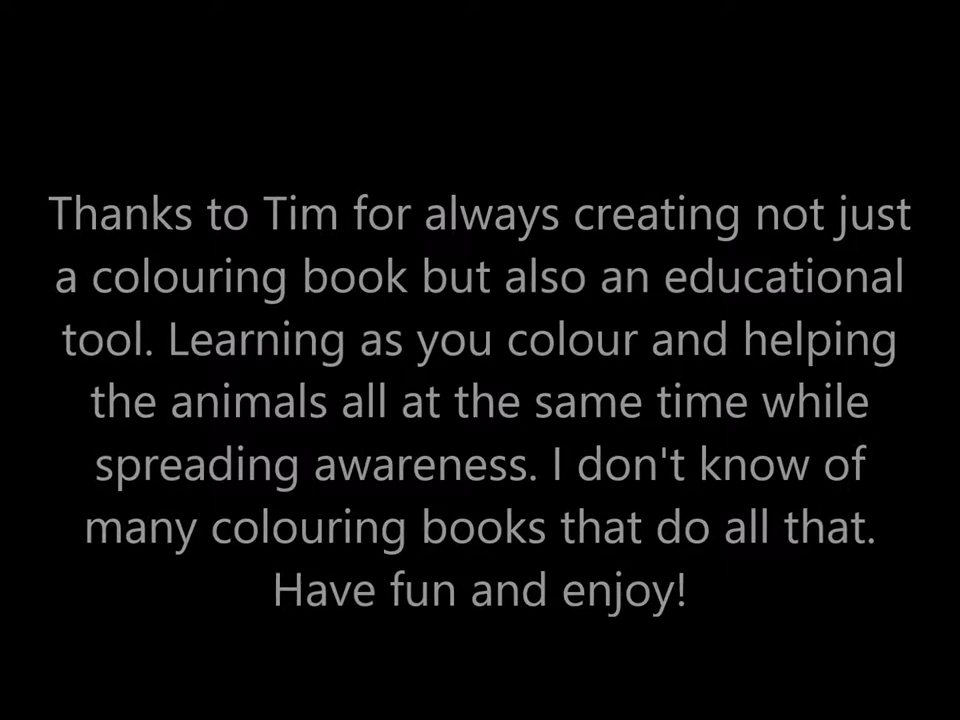 Thanks to Tim for always creating not just
a colouring book but also an educational
tool. Learning as you colour and helping
the animals all at the same time while
spreading awareness. I don't know of
many colouring books that do all that.
Have fun and enjoy!